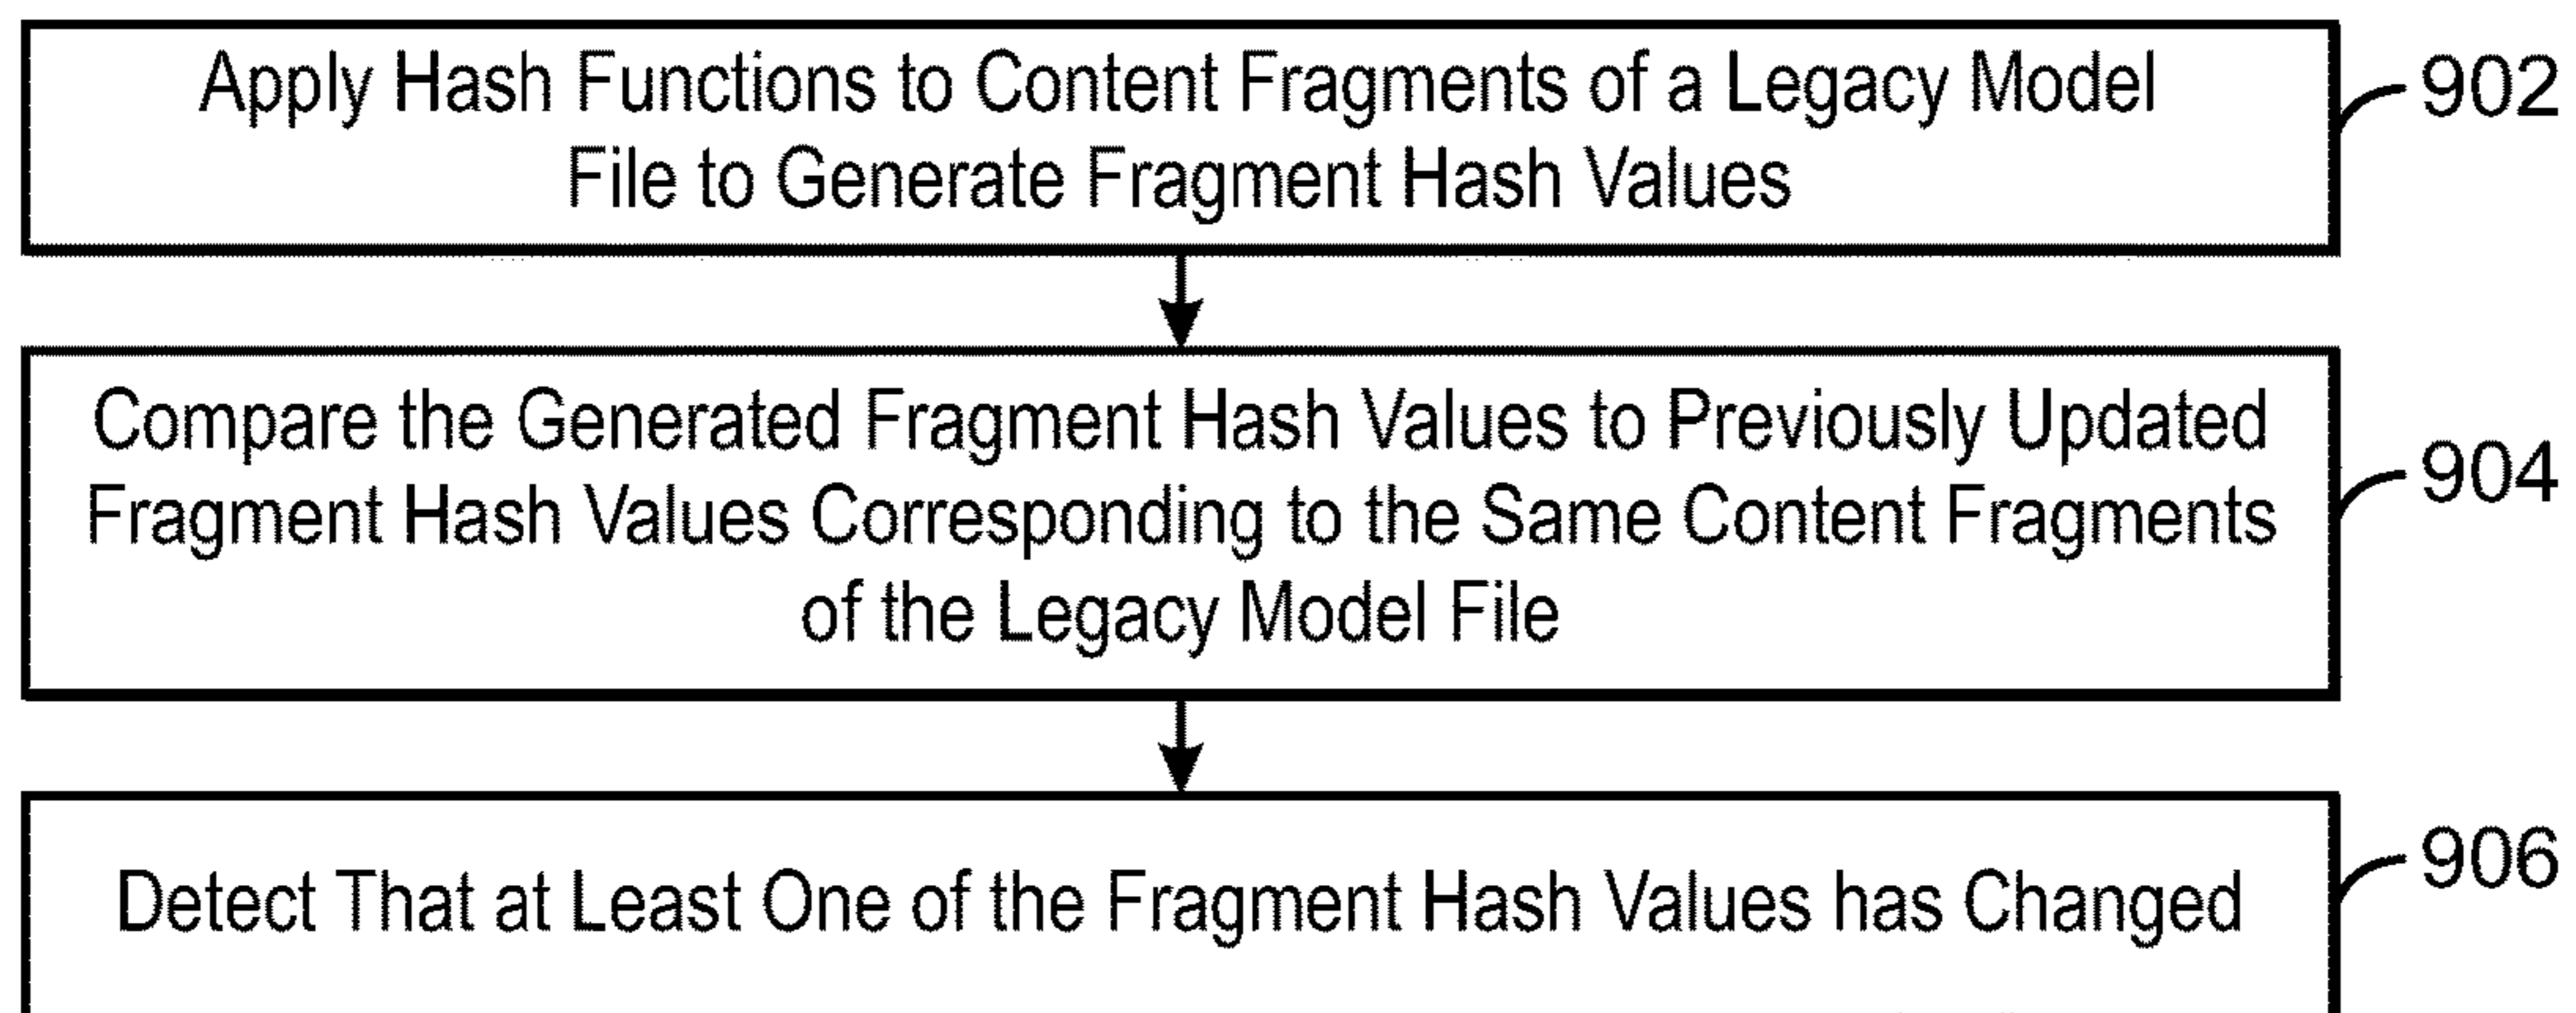 Apply Hash Functions to Content Fragments of a Legacy Model
File to Generate Fragment Hash Values
902
Compare the Generated Fragment Hash Values to Previously Updated
Fragment Hash Values Corresponding to the Same Content Fragments
of the Legacy Model File
904
Detect That at Least One of the Fragment Hash Values has Changed
906